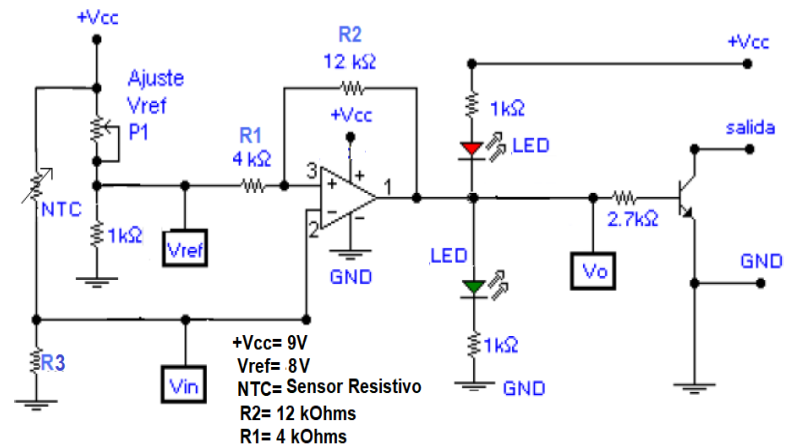 +Vcc
R2
12 kΩ
+Vcc
Ajuste
Vref
P1
+Vcc
1kΩ
salida
R1
4 kΩ
LED
3
+
+
1
NTC
-
-
2
2.7kΩ
1kΩ
Vref
GND
LED
Vo
GND
+Vcc= 9V
1kΩ
Vref= 8V
R3
Vin
NTC= Sensor Resistivo
GND
R2= 12 kOhms
R1= 4 kOhms